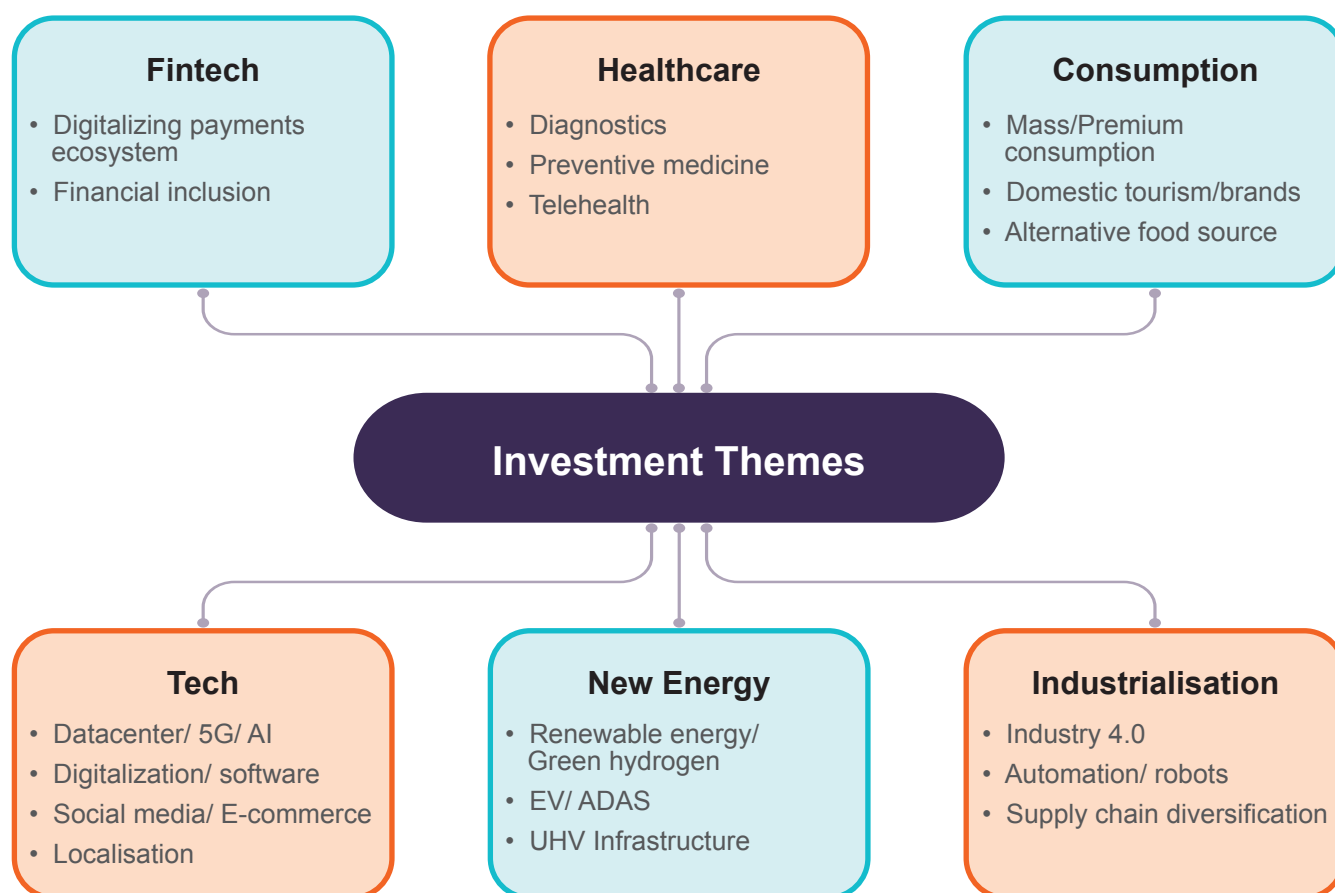 Fintech
• Digitalizing payments
ecosystem
• Financial inclusion
Healthcare
• Diagnostics
• Preventive medicine
• Telehealth
Consumption
• Mass/Premium
consumption
• Domestic tourism/brands
• Alternative food source
Investment Themes
Tech
• Datacenter/ 5G/ AI
• Digitalization/ software
• Social media/ E-commerce
• Localisation
New Energy
• Renewable energy/
Green hydrogen
• EV/ ADAS
• UHV Infrastructure
Industrialisation
• Industry 4.0
• Automation/ robots
• Supply chain diversification